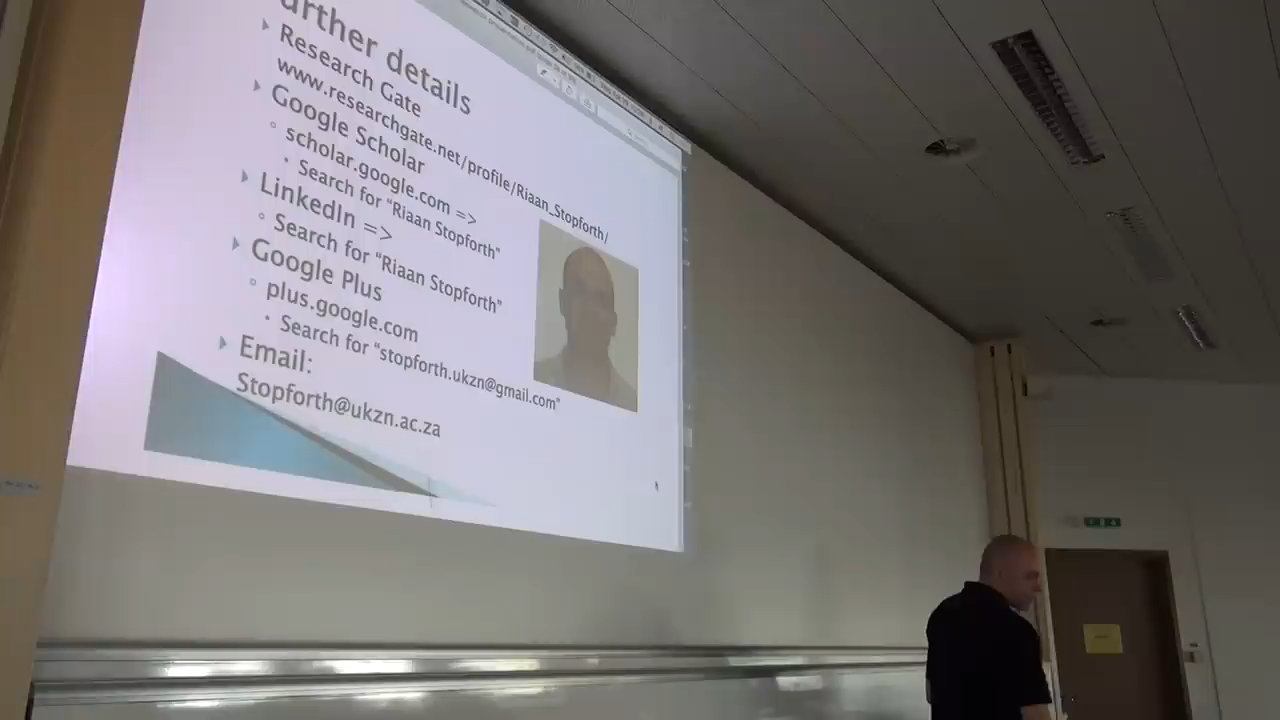 urther details
Research Gate
www.researchgate.net/profile/Riaan_Stopforth/
Google Scholar
scholar.google.com =>
Search for "Riaan Stopforth"
LinkedIn =>
Search for "Riaan Stopforth"
Google Plus
plus.google.com
Search for "stopforth.ukzn@gmail.com"
Email:
Stopforth@ukzn.ac.za